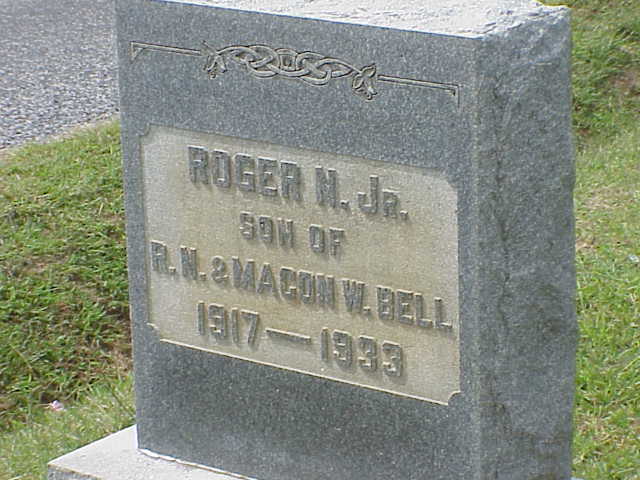 ROGER N. JR.
SON OF
R. N. & MACON W. BELL
1917—1933